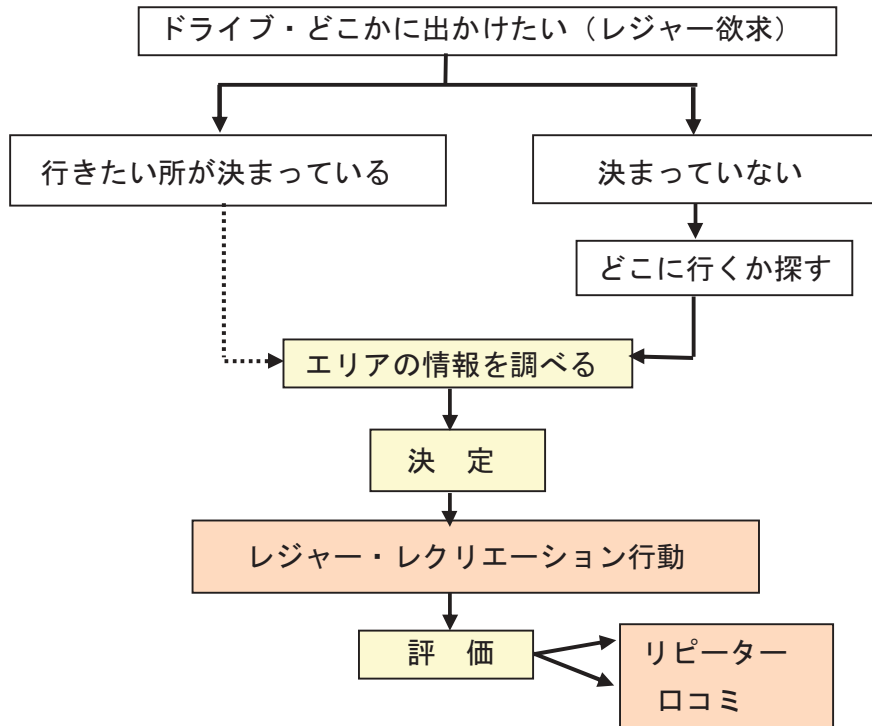 ドライブ・どこかに出かけたい（レジャー欲求）
行きたい所が決まっている
決まっていない
どこに行くか探す
エリアの情報を調べる
決　定
レジャー・レクリエーション行動
評　価
リピーター
口コミ